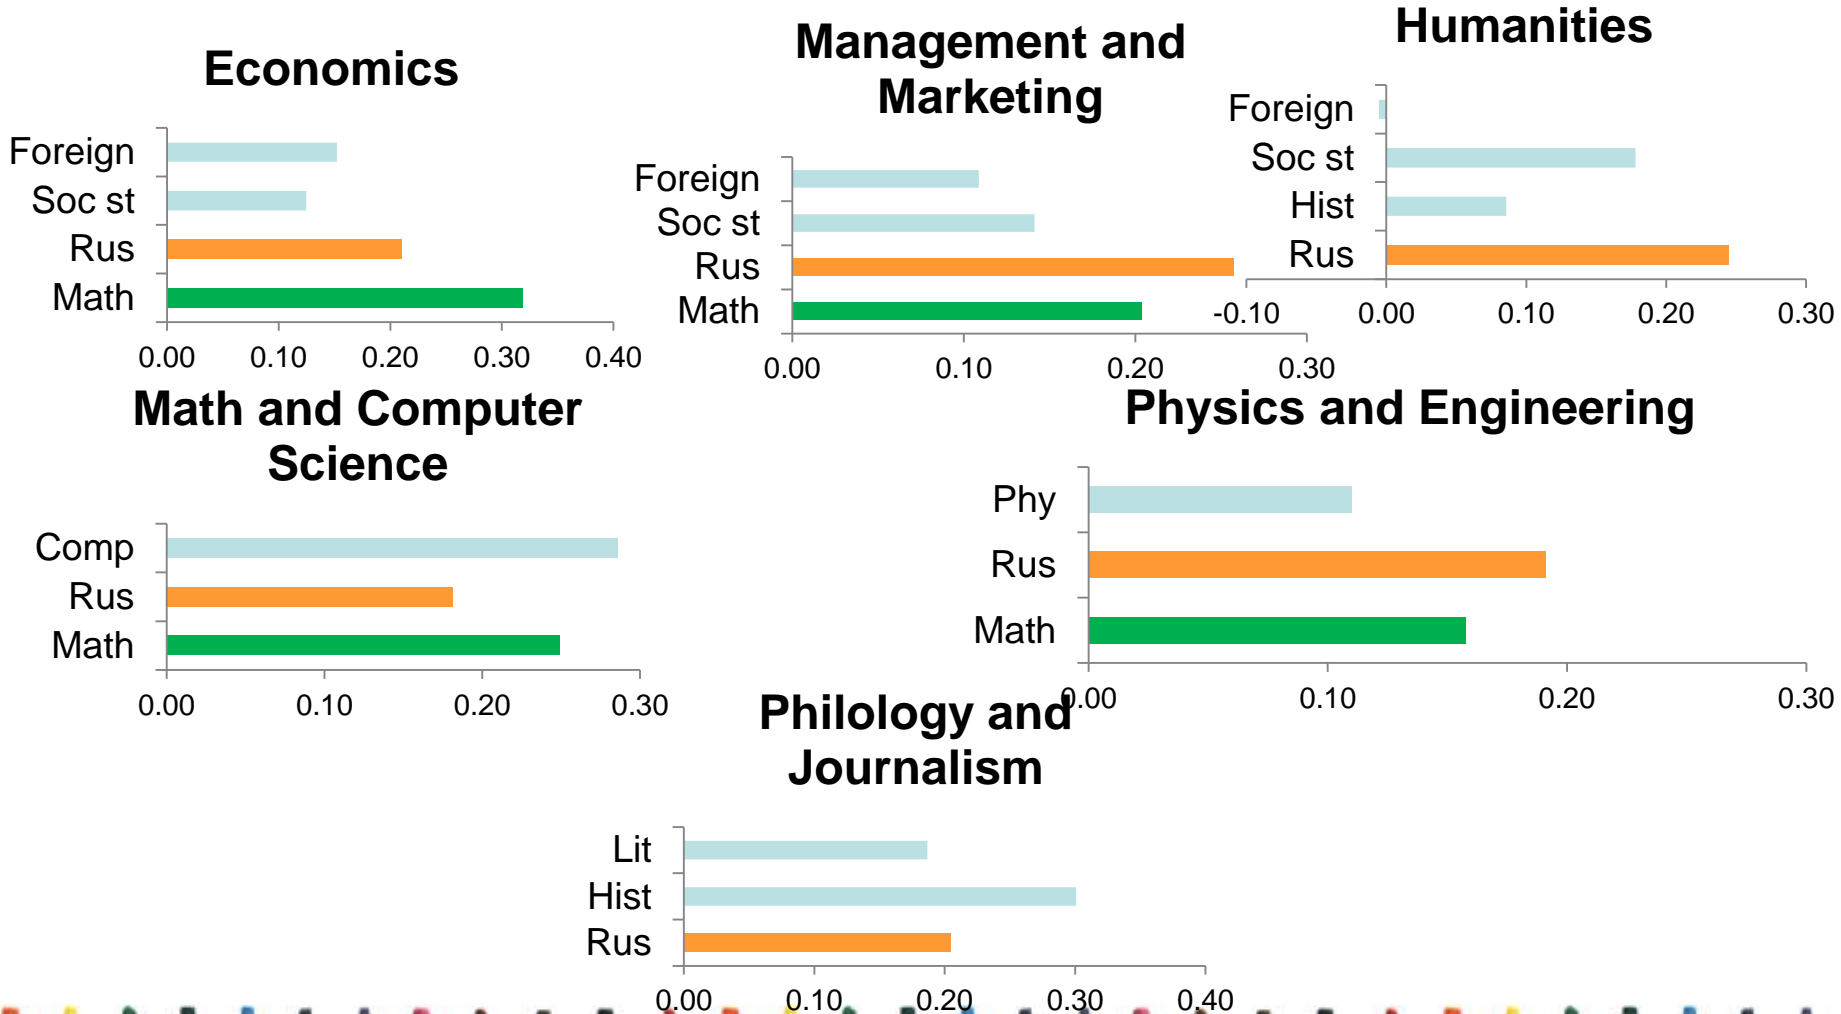 Economics
Foreign
Soc st
Rus
Math
0.00 0.10 0.20 0.30 0.40
Management and
Marketing
Foreign
Soc st
Rus
Math
0.00 0.10 0.20 0.30
Humanities
Foreign
Soc st
Hist
Rus
-0.10 0.00 0.10 0.20 0.30
Math and Computer
Science
Comp
Rus
Math
0.00 0.10 0.20 0.30
Physics and Engineering
Phy
Rus
Math
0.00 0.10 0.20 0.30
Philology and
Journalism
Lit
Hist
Rus
0.00 0.10 0.20 0.30 0.40